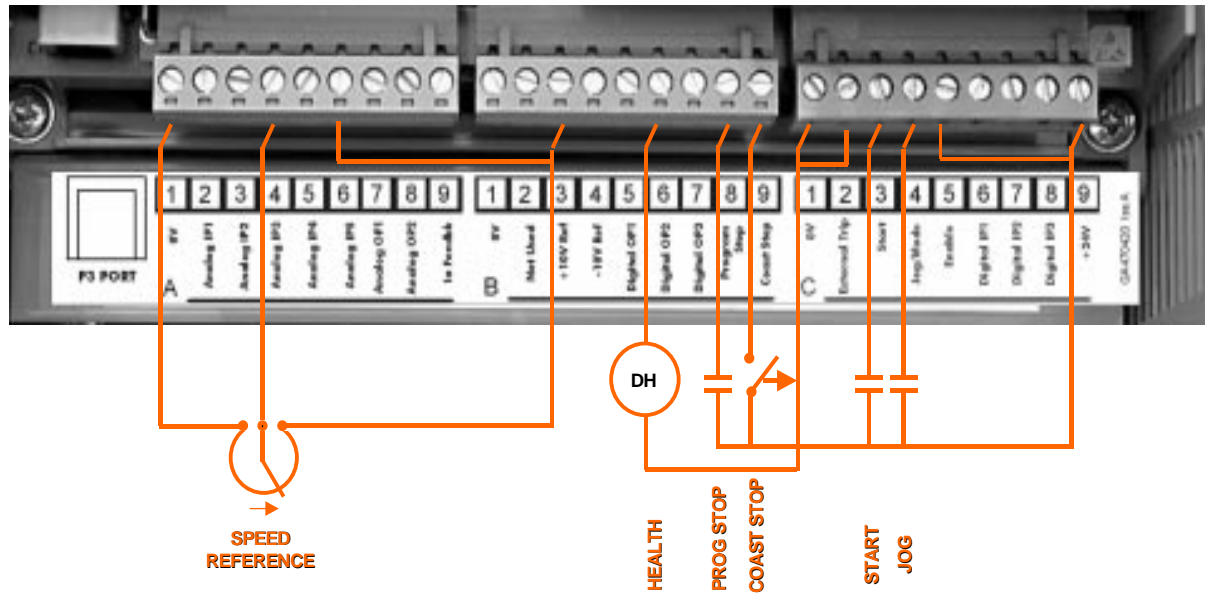 1 2 3 4 5 6 7 8 9
1 2 3 4 5 6 7 8 9
1 2 3 4 5 6 7 8 9
P3 PORT
A
0V
Analog IP1
Analog IP2
Analog IP3
Analog IP4
Analog IP5
Analog OP1
Analog OP2
Ia Feedbk
B
0V
Not Used
+10V Ref
-10V Ref
Digital OP1
Digital OP2
Digital OP3
Program
Stop
Coast Stop
C
0V
External Trip
Start
Jog/Mode
Enable
Digital IP1
Digital IP2
Digital IP3
+24V
GA470420 Iss A
DH
SPEED
REFERENCE
HEALTH
PROG STOP
COAST STOP
START
JOG